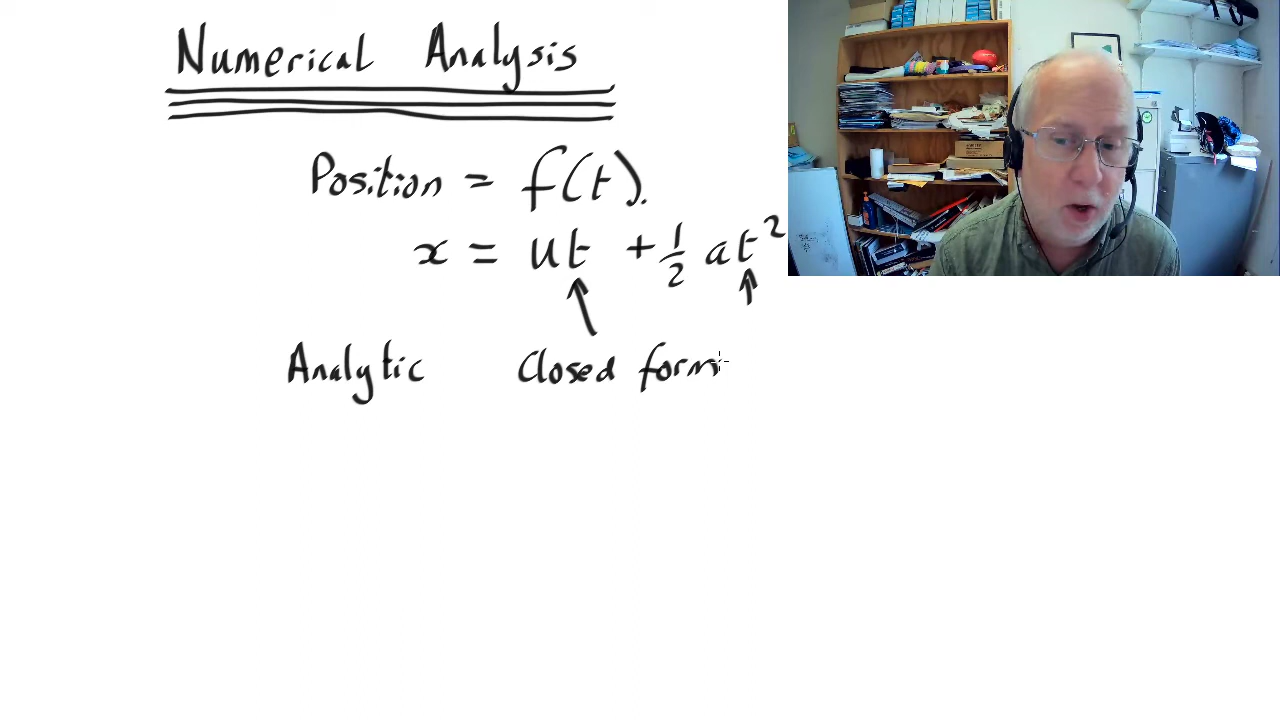 Numerical Analysis
Position = f(t).
x = ut + 1/2 at²
Analytic Closed form